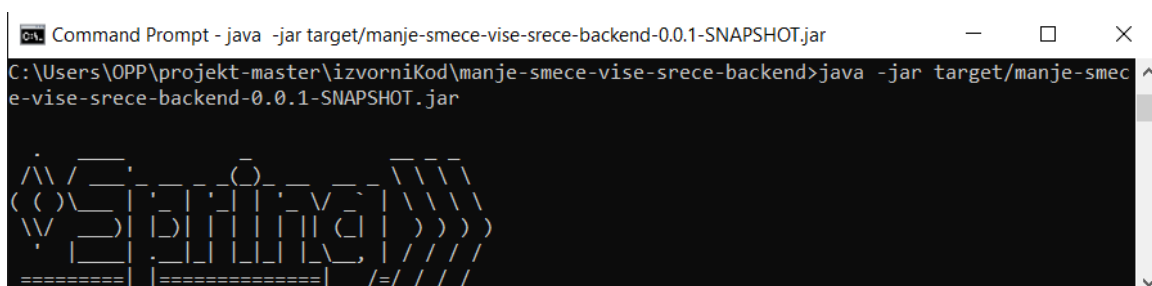 Command Prompt - java -jar target/manje-smece-vise-srece-backend-0.0.1-SNAPSHOT.jar
C:\Users\OPP\projekt-master\izvorniKod\manje-smece-vise-srece-backend>java -jar target/manje-smec
e-vise-srece-backend-0.0.1-SNAPSHOT.jar
Spring